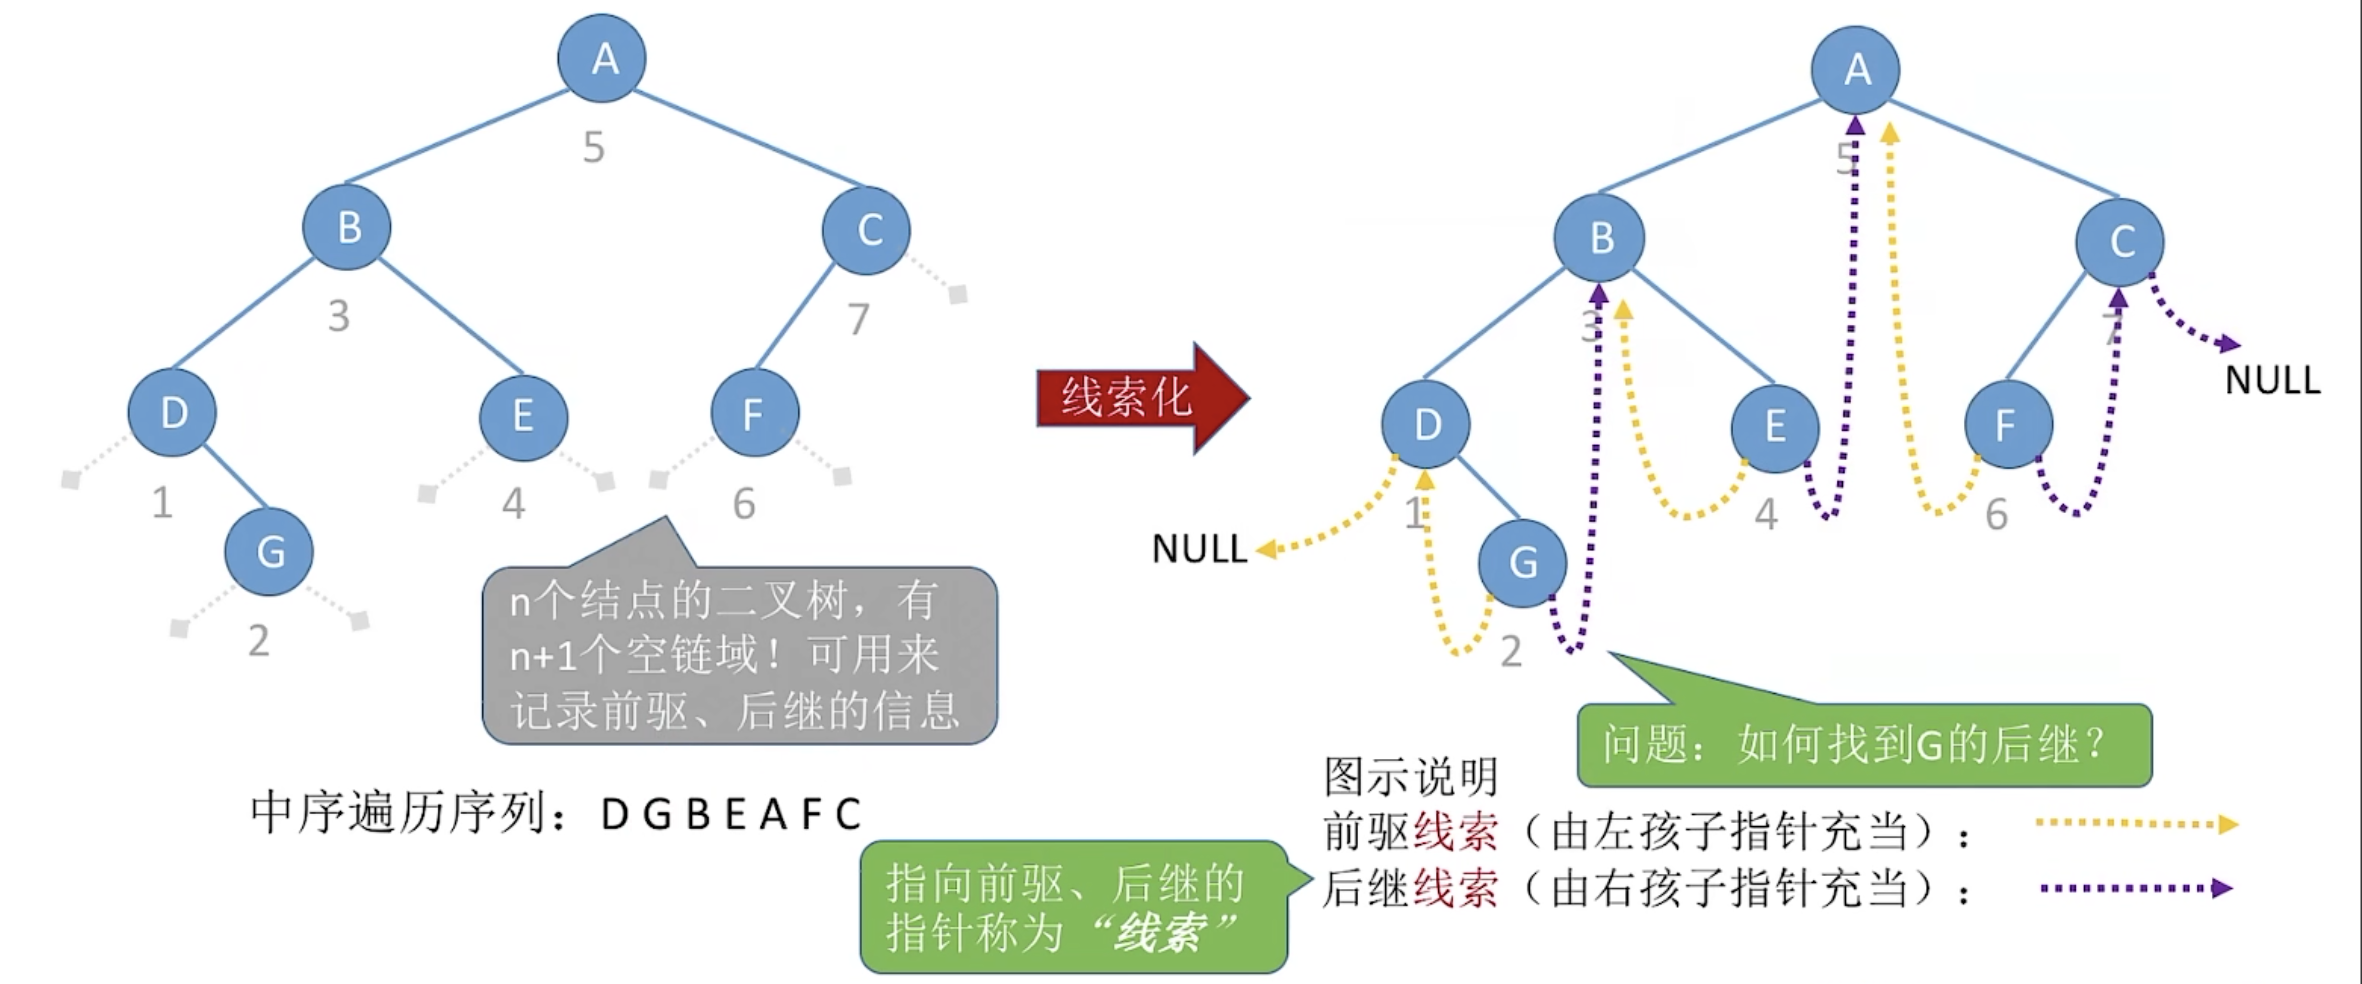 A
5
B
C
3
7
D
E
F
1
4
6
G
2
n个结点的二叉树，有
n+1个空链域！可用来
记录前驱、后继的信息
中序遍历序列：D G B E A F C
线索化
A
5
B
C
3
7
NULL
D
E
F
1
4
6
NULL
G
2
问题：如何找到G的后继？
图示说明
前驱线索（由左孩子指针充当）：
后继线索（由右孩子指针充当）：
指向前驱、后继的
指针称为“线索”